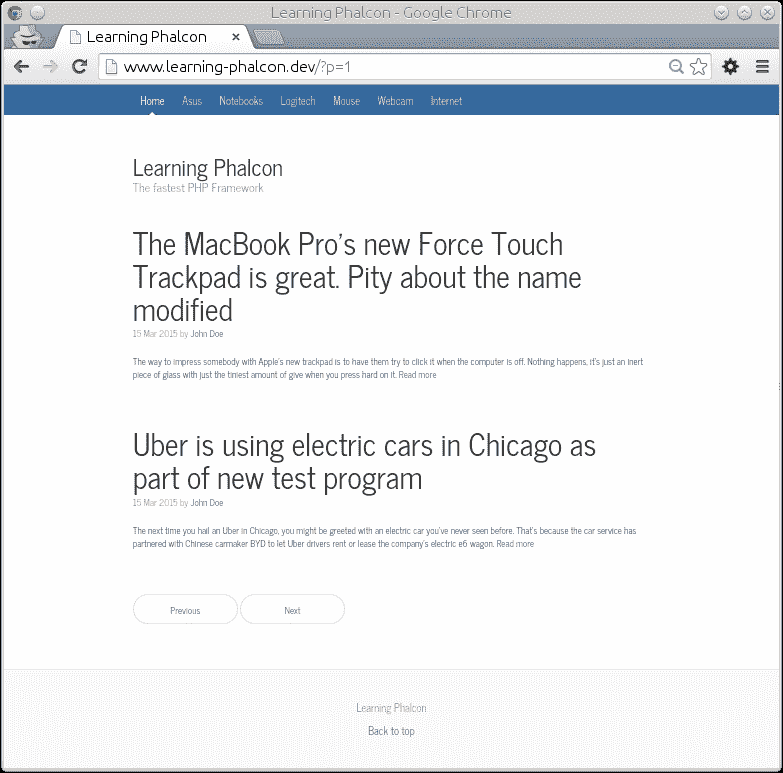 Learning Phalcon - Google Chrome
Learning Phalcon
www.learning-phalcon.dev/?p=1
Home Asus Notebooks Logitech Mouse Webcam Internet
Learning Phalcon
The fastest PHP Framework
The MacBook Pro's new Force Touch
Trackpad is great. Pity about the name
modified
15 Mar 2015 by John Doe
The way to impress somebody with Apple's new trackpad is to have them try to click it when the computer is off. Nothing happens, it's just an inert
piece of glass with just the tiniest amount of give when you press hard on it. Read more
Uber is using electric cars in Chicago as
part of new test program
15 Mar 2015 by John Doe
The next time you hail an Uber in Chicago, you might be greeted with an electric car you've never seen before. That's because the car service has
partnered with Chinese carmaker BYD to let Uber drivers rent or lease the company's electric e6 wagon. Read more
Previous Next
Learning Phalcon
Back to top